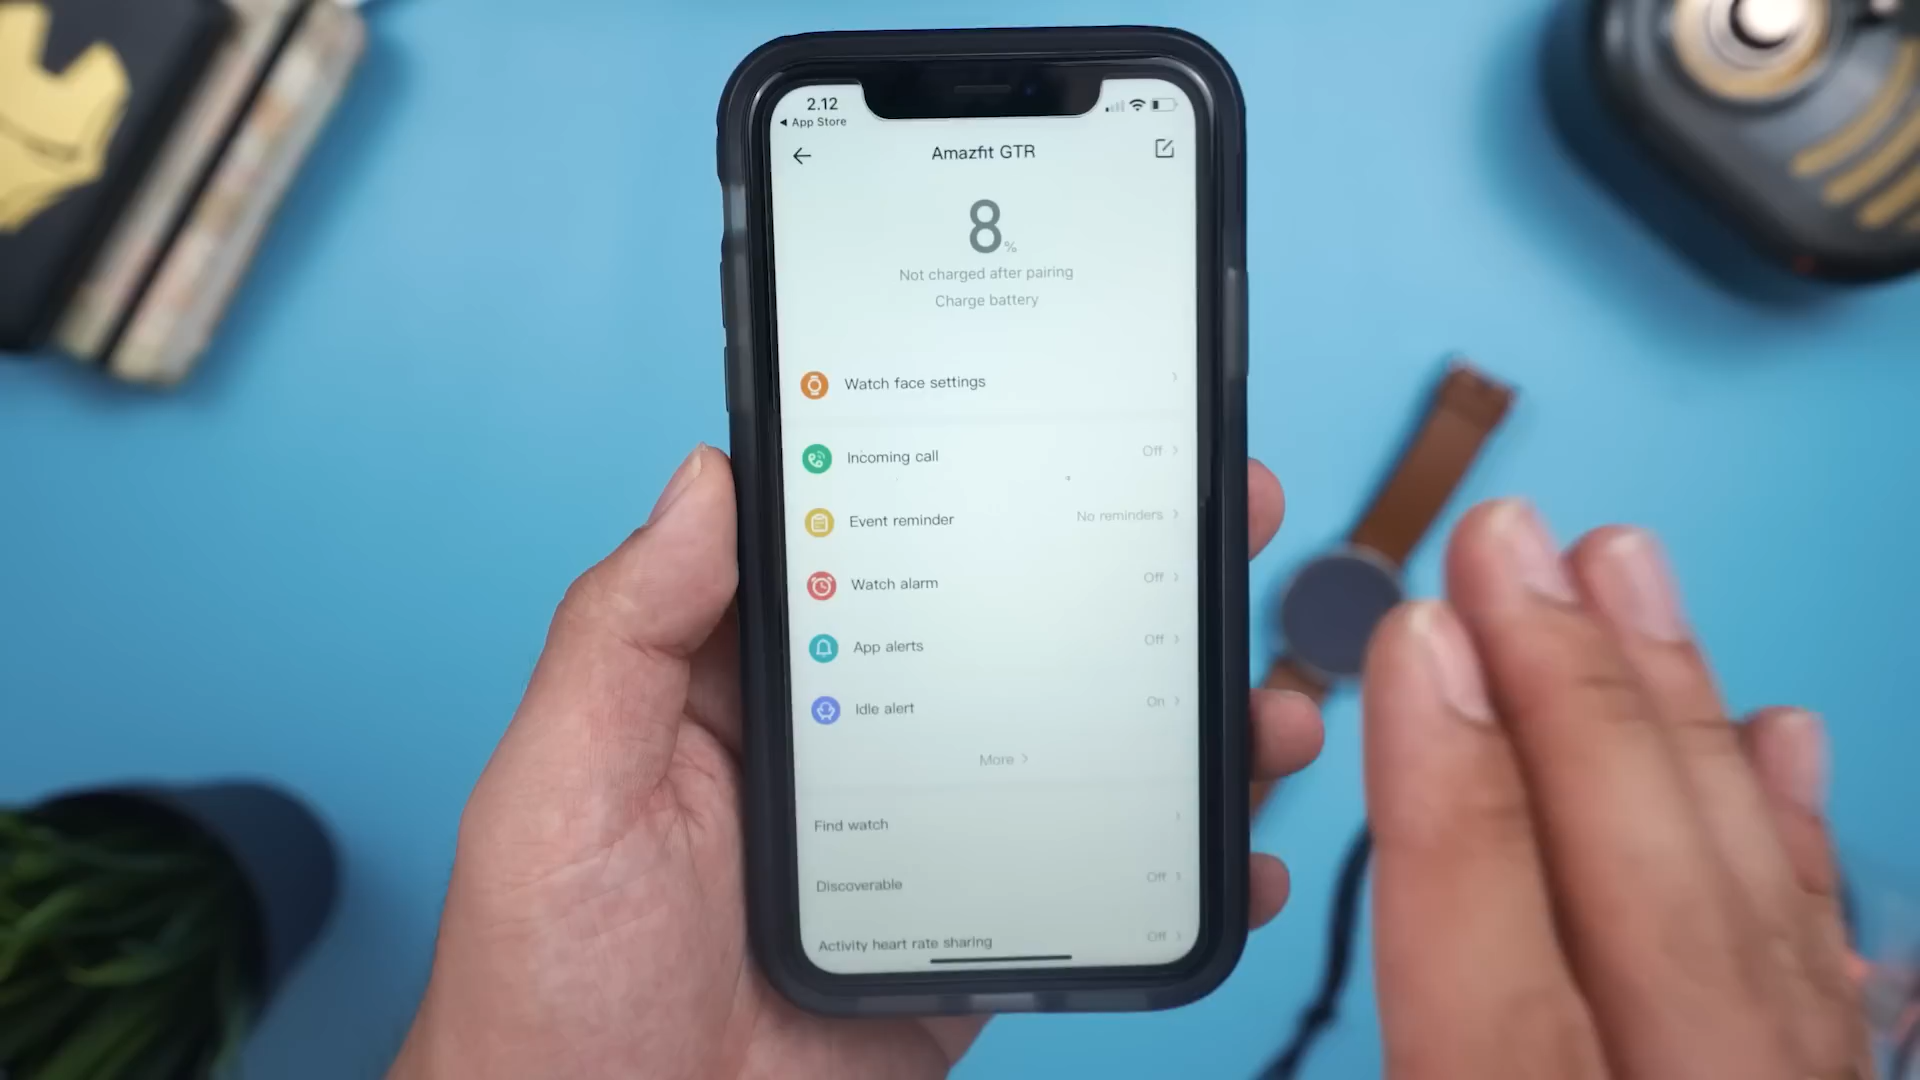 2.12
◀ App Store
Amazfit GTR
8%
Not charged after pairing
Charge battery
Watch face settings
Incoming call Off
Event reminder No reminders
Watch alarm Off
App alerts Off
Idle alert On
More
Find watch
Discoverable Off
Activity heart rate sharing Off